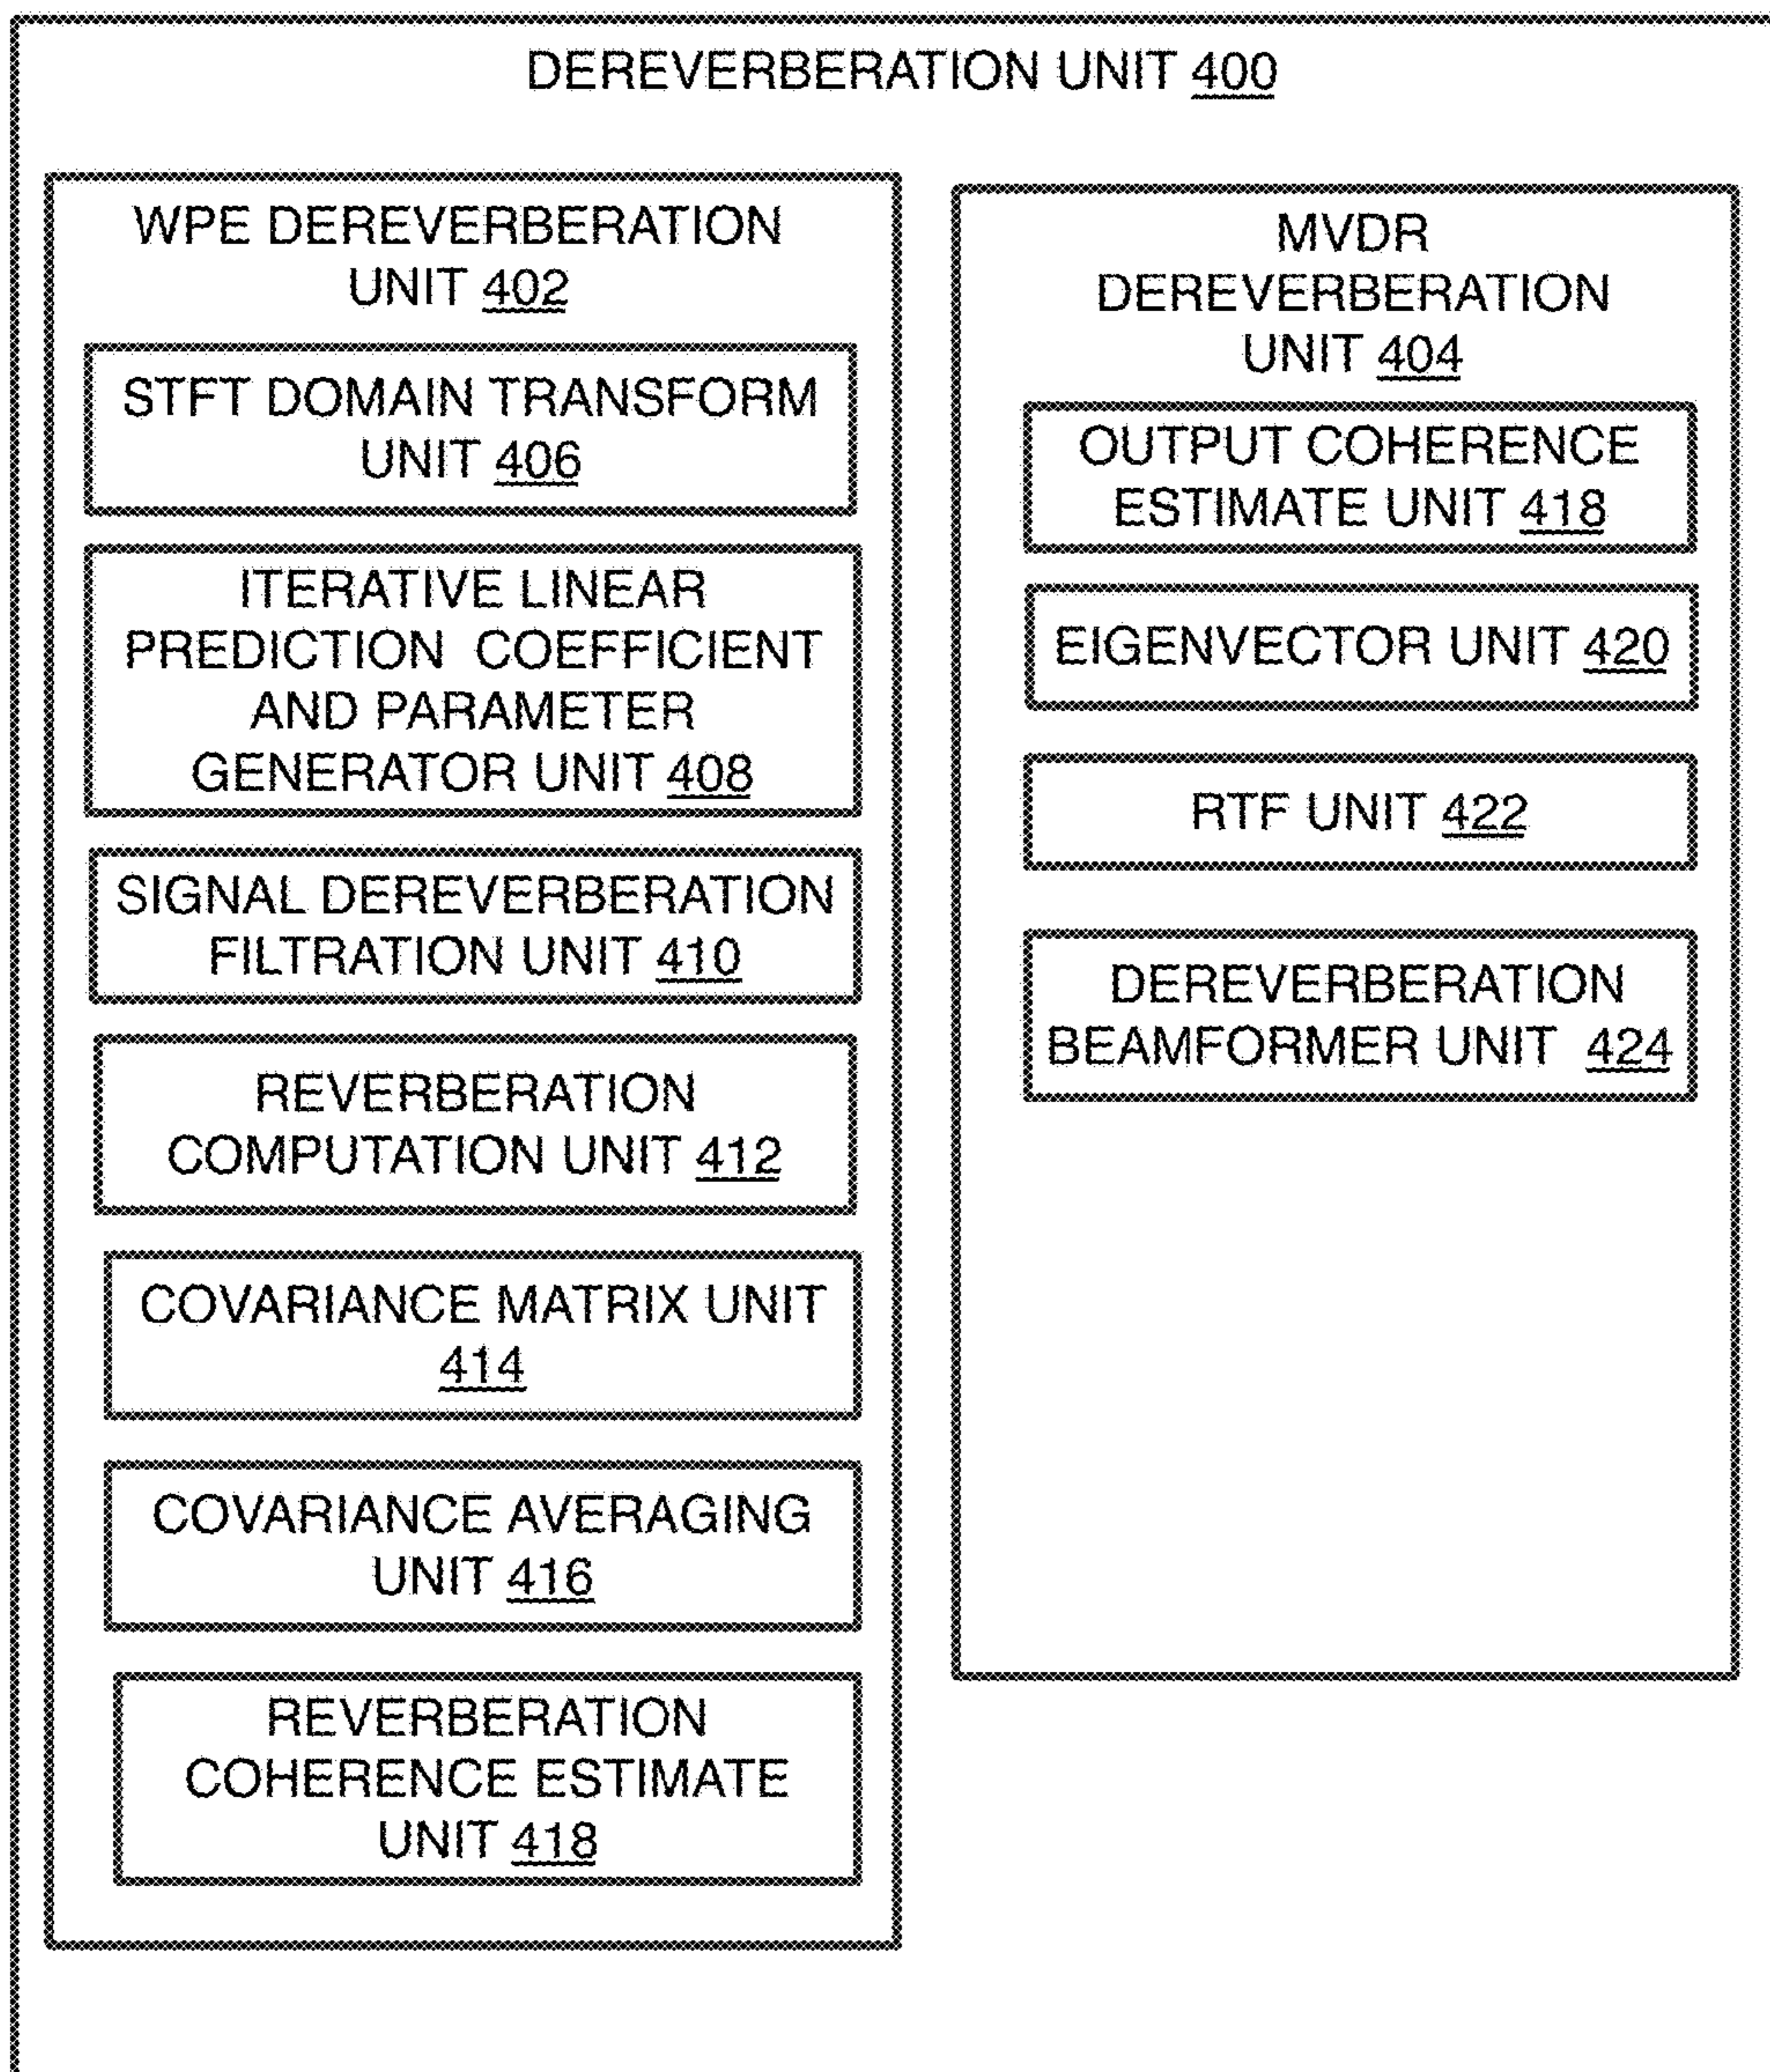 DEREVERBERATION UNIT 400
WPE DEREVERBERATION
UNIT 402
STFT DOMAIN TRANSFORM
UNIT 406
ITERATIVE LINEAR
PREDICTION COEFFICIENT
AND PARAMETER
GENERATOR UNIT 408
SIGNAL DEREVERBERATION
FILTRATION UNIT 410
REVERBERATION
COMPUTATION UNIT 412
COVARIANCE MATRIX UNIT
414
COVARIANCE AVERAGING
UNIT 416
REVERBERATION
COHERENCE ESTIMATE
UNIT 418
MVDR
DEREVERBERATION
UNIT 404
OUTPUT COHERENCE
ESTIMATE UNIT 418
EIGENVECTOR UNIT 420
RTF UNIT 422
DEREVERBERATION
BEAMFORMER UNIT 424